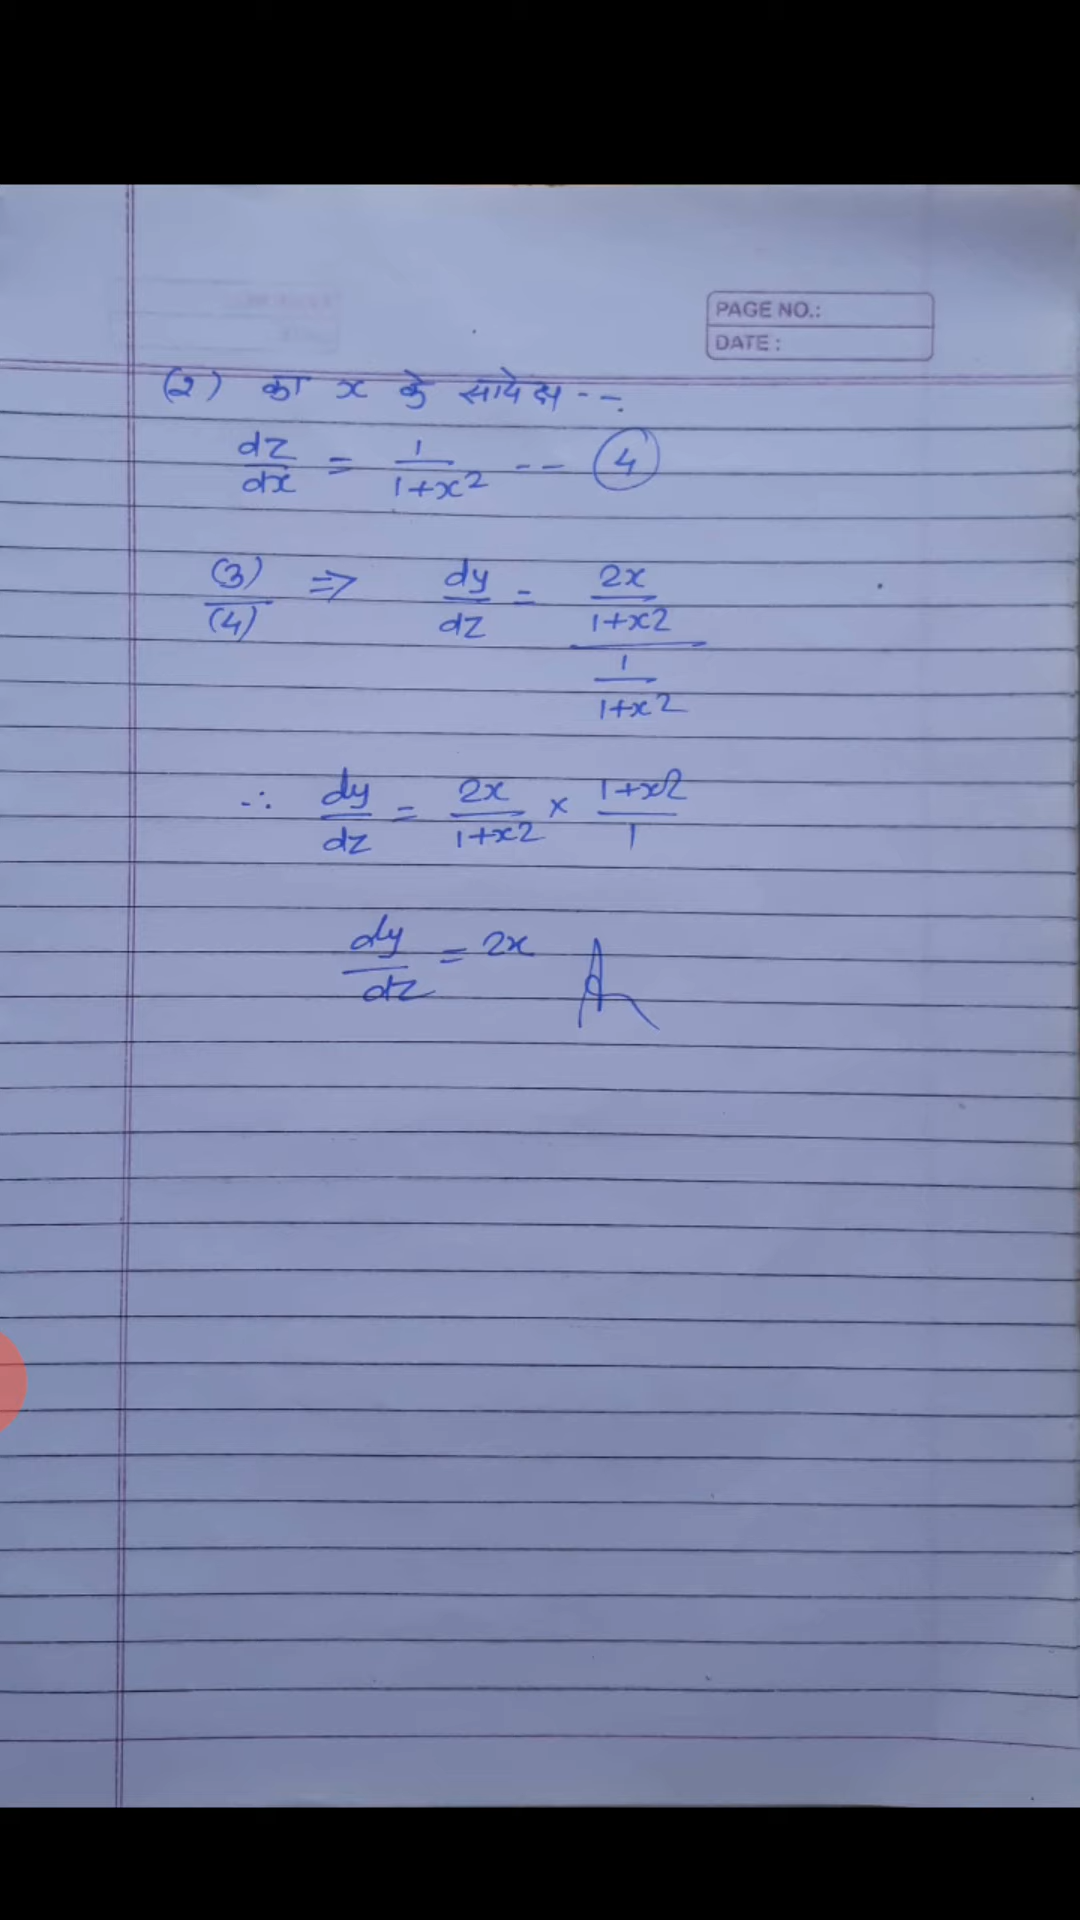 PAGE NO.:
DATE :
(2) का x के सापेक्ष --.
dz/dx = 1/1+x² -- ④
(3)/(4) ⇒ dy/dz = 2x/1+x2 / 1/1+x2
∴ dy/dz = 2x/1+x2 × 1+x2/1
dy/dz = 2x